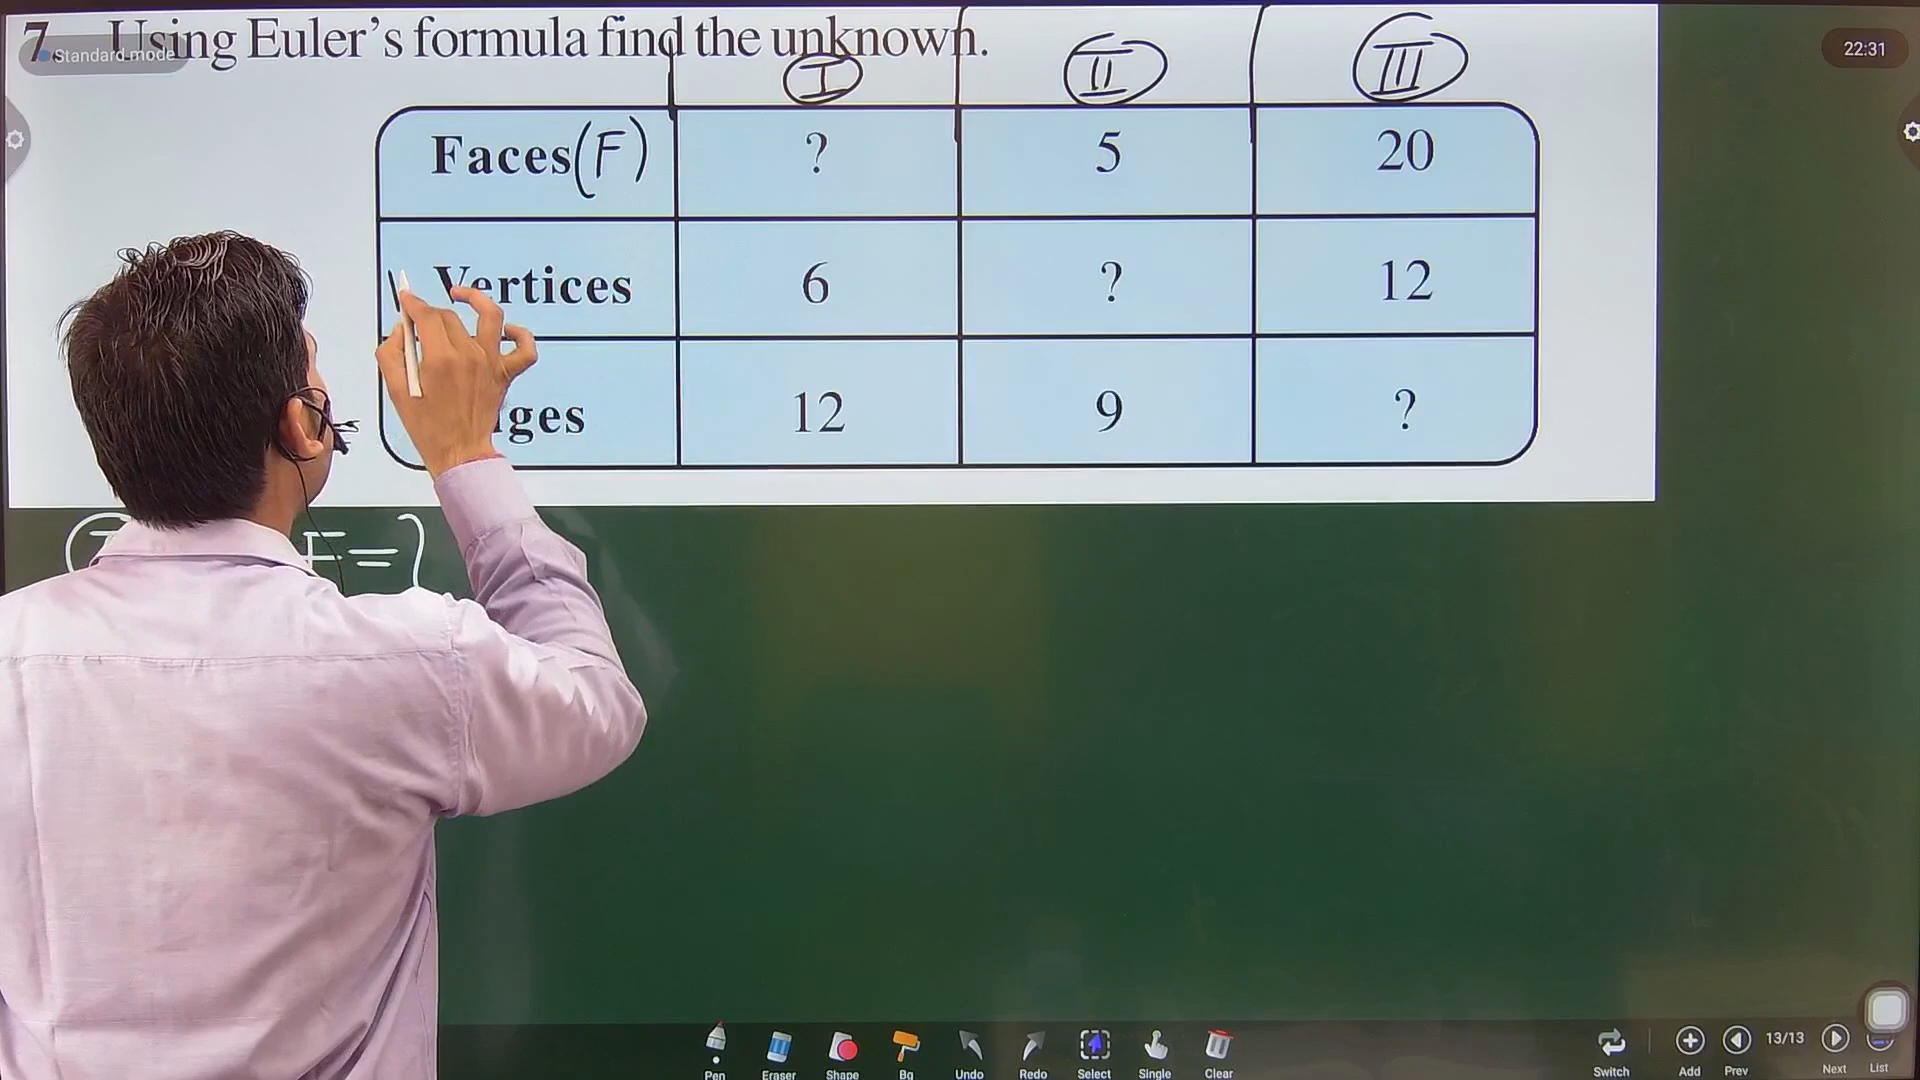 7. Using Euler's formula find the unknown.
Standard mode
22:31
I II III
Faces (F) ? 5 20
Vertices 6 ? 12
12 9 ?
F=
13/13
Pen Eraser Shape Bg Undo Redo Select Single Clear Switch Add Prev Next List